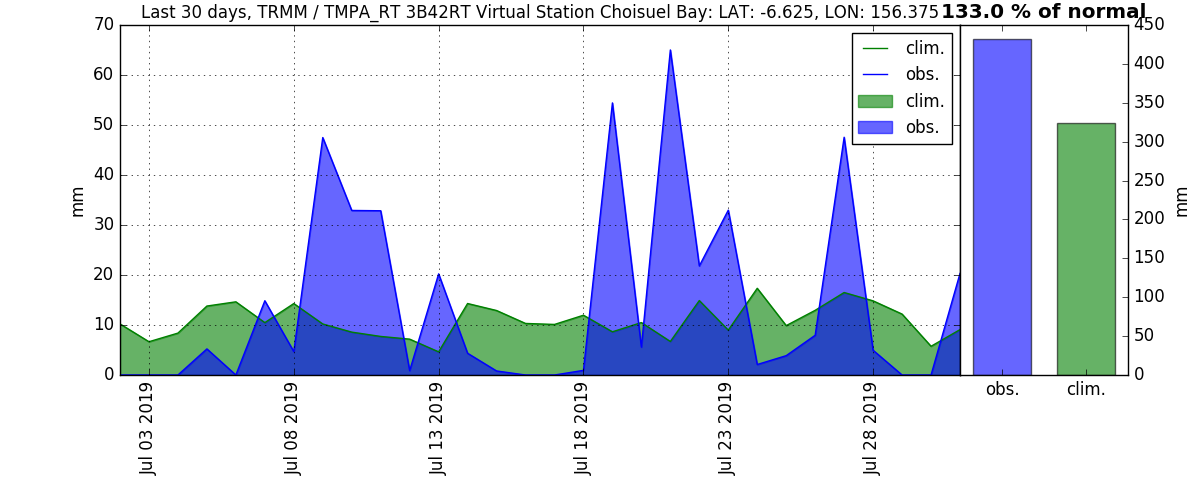 Last 30 days, TRMM / TMPA_RT 3B42RT Virtual Station Choisuel Bay: LAT: -6.625, LON: 156.375
133.0 % of normal
70
60
50
40
30
20
10
0
mm
clim.
obs.
clim.
obs.
Jul 03 2019
Jul 08 2019
Jul 13 2019
Jul 18 2019
Jul 23 2019
Jul 28 2019
450
400
350
300
250
200
150
100
50
0
mm
obs.
clim.